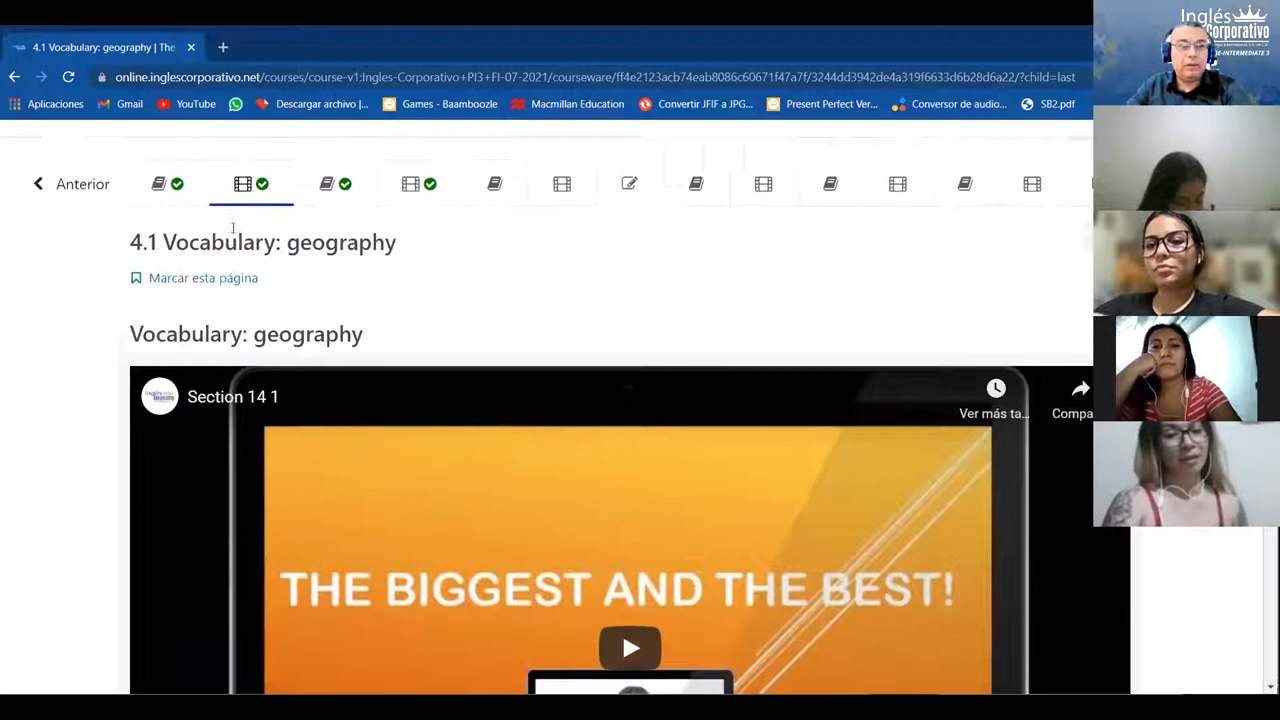 4.1 Vocabulary: geography | The
online.inglescorporativo.net/courses/course-v1:Ingles-Corporativo+PI3+FI-07-2021/courseware/ff4e2123acb74eab8086c60671f47a7f/3244dd3942de4a319f6633d6b28d6a22/?child=last
Aplicaciones Gmail YouTube Descargar archivo |... Games - Baamboozle Macmillan Education Convertir JFIF a JPG... Present Perfect Ver... Conversor de audio... SB2.pdf
Inglés
Corporativo
Anterior
4.1 Vocabulary: geography
Marcar esta página
Vocabulary: geography
Section 14 1
Ver más ta... Compa
THE BIGGEST AND THE BEST!